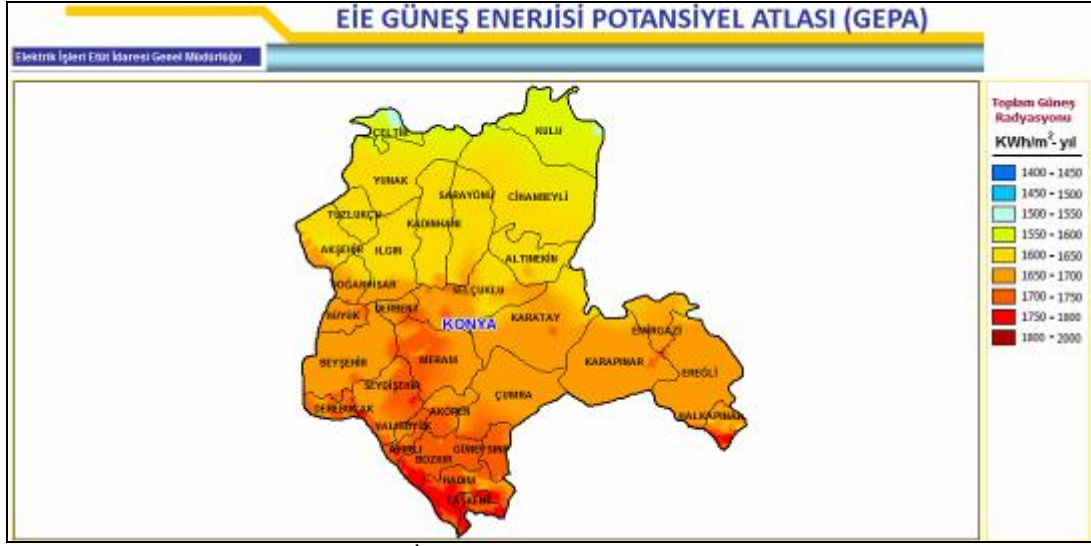 EİE GÜNEŞ ENERJİSİ POTANSİYEL ATLASI (GEPA)
Elektrik İşleri Etüt İdaresi Genel Müdürlüğü
Toplam Güneş
Radyasyonu
KWh/m²- yıl
1400 - 1450
1450 - 1500
1500 - 1550
1550 - 1600
1600 - 1650
1650 - 1700
1700 - 1750
1750 - 1800
1800 - 2000
ÇELTİK
KULU
YUNAK
SARAYÖNÜ
CİHANBEYLİ
TUZLUKÇU
KADINHANI
AKŞEHİR
ILGIN
ALTINEKİN
DOĞANHİSAR
SELÇUKLU
HÜYÜK
DERBENT
KONYA
KARATAY
EMİRGAZİ
BEYŞEHİR
MERAM
KARAPINAR
EREĞLİ
SEYDİŞEHİR
ÇUMRA
DEREBUCAK
AKÖREN
HALKAPINAR
YALIHÜYÜK
AHIRLI
BOZKIR
GÜNEYSINIR
HADIM
TAŞKENT